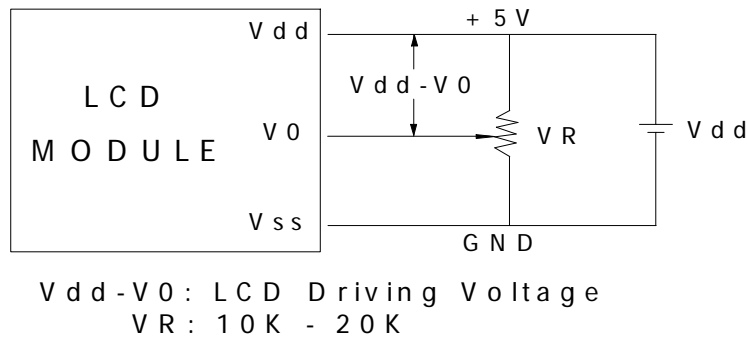 Vdd
+ 5V
LCD
MODULE
Vdd-V0
V0
VR
Vdd
Vss
GND
Vdd-V0: LCD Driving Voltage
VR: 10K - 20K